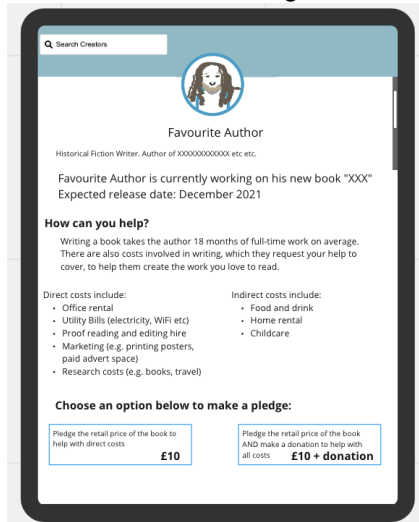 Search Creators
Favourite Author
Historical Fiction Writer. Author of XXXXXXXXXXXX etc etc.
Favourite Author is currently working on his new book "XXX"
Expected release date: December 2021
How can you help?
Writing a book takes the author 18 months of full-time work on average.
There are also costs involved in writing, which they request your help to
cover, to help them create the work you love to read.
Direct costs include:
• Office rental
• Utility Bills (electricity, WiFi etc)
• Proof reading and editing hire
• Marketing (e.g. printing posters,
paid advert space)
• Research costs (e.g. books, travel)
Indirect costs include:
• Food and drink
• Home rental
• Childcare
Choose an option below to make a pledge:
Pledge the retail price of the book to
help with direct costs
£10
Pledge the retail price of the book
AND make a donation to help with
all costs £10 + donation